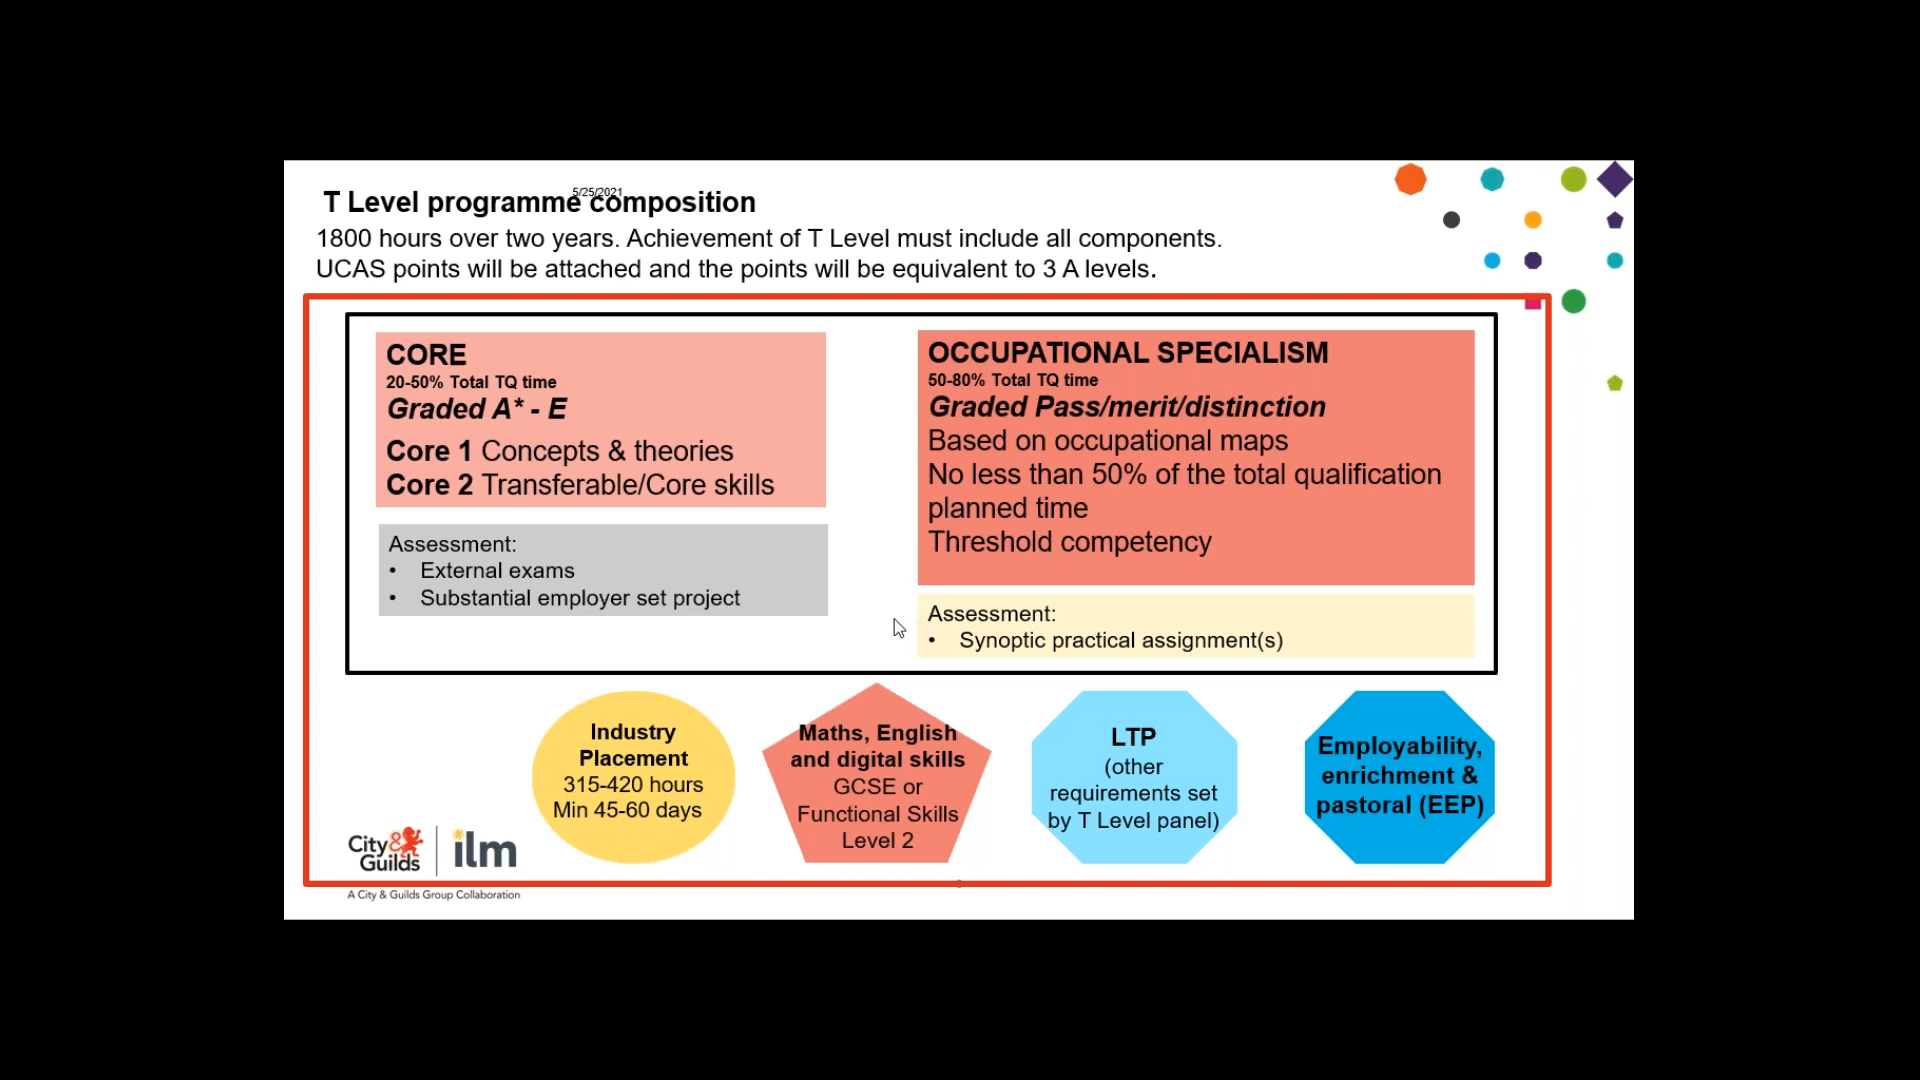 5/25/2021
T Level programme composition
1800 hours over two years. Achievement of T Level must include all components.
UCAS points will be attached and the points will be equivalent to 3 A levels.
CORE
20-50% Total TQ time
Graded A* - E
Core 1 Concepts & theories
Core 2 Transferable/Core skills
Assessment:
• External exams
• Substantial employer set project
OCCUPATIONAL SPECIALISM
50-80% Total TQ time
Graded Pass/merit/distinction
Based on occupational maps
No less than 50% of the total qualification
planned time
Threshold competency
Assessment:
• Synoptic practical assignment(s)
Industry
Placement
315-420 hours
Min 45-60 days
Maths, English
and digital skills
GCSE or
Functional Skills
Level 2
LTP
(other
requirements set
by T Level panel)
Employability,
enrichment &
pastoral (EEP)
City&
Guilds
ilm
A City & Guilds Group Collaboration